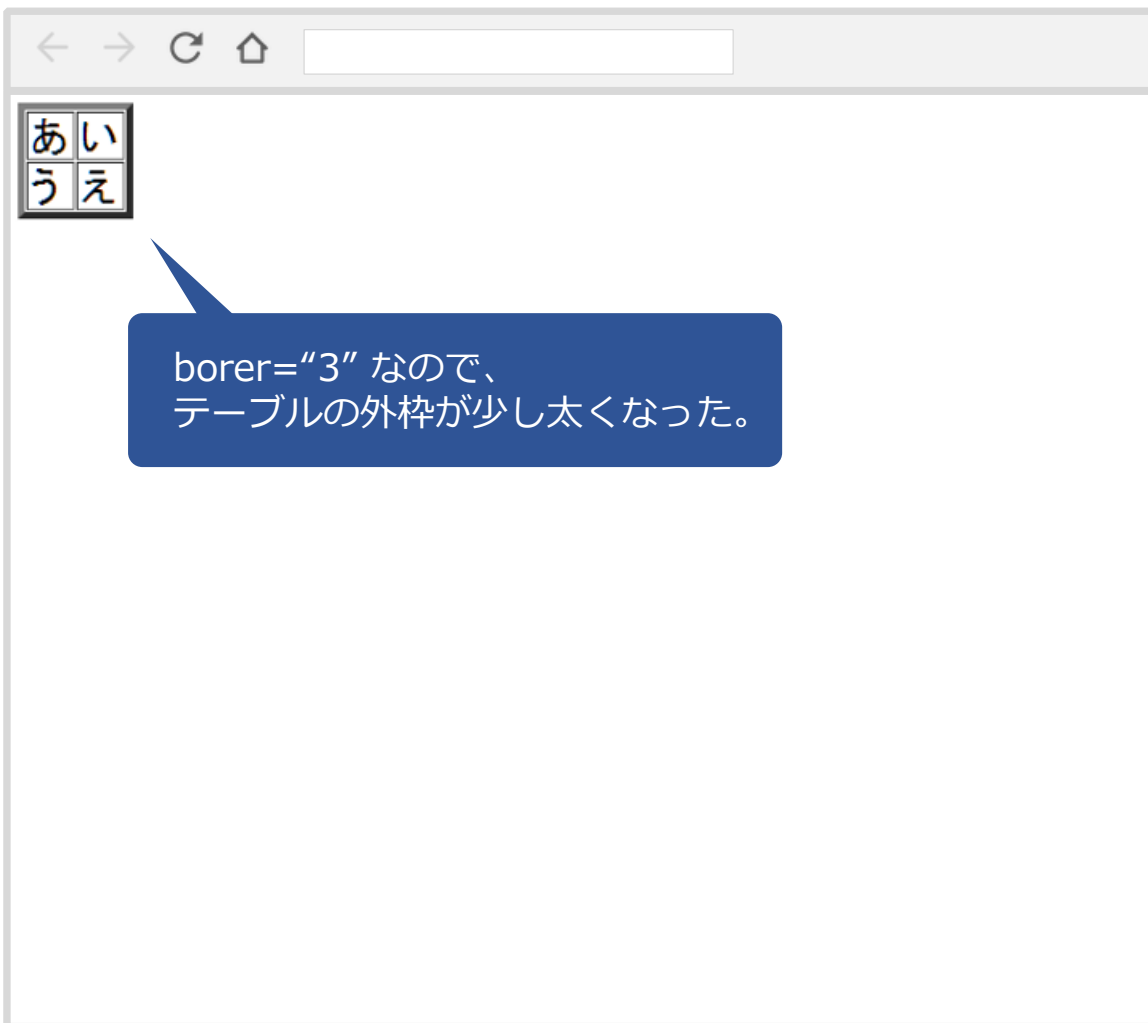 あい
うえ
borer=“3” なので、
テーブルの外枠が少し太くなった。